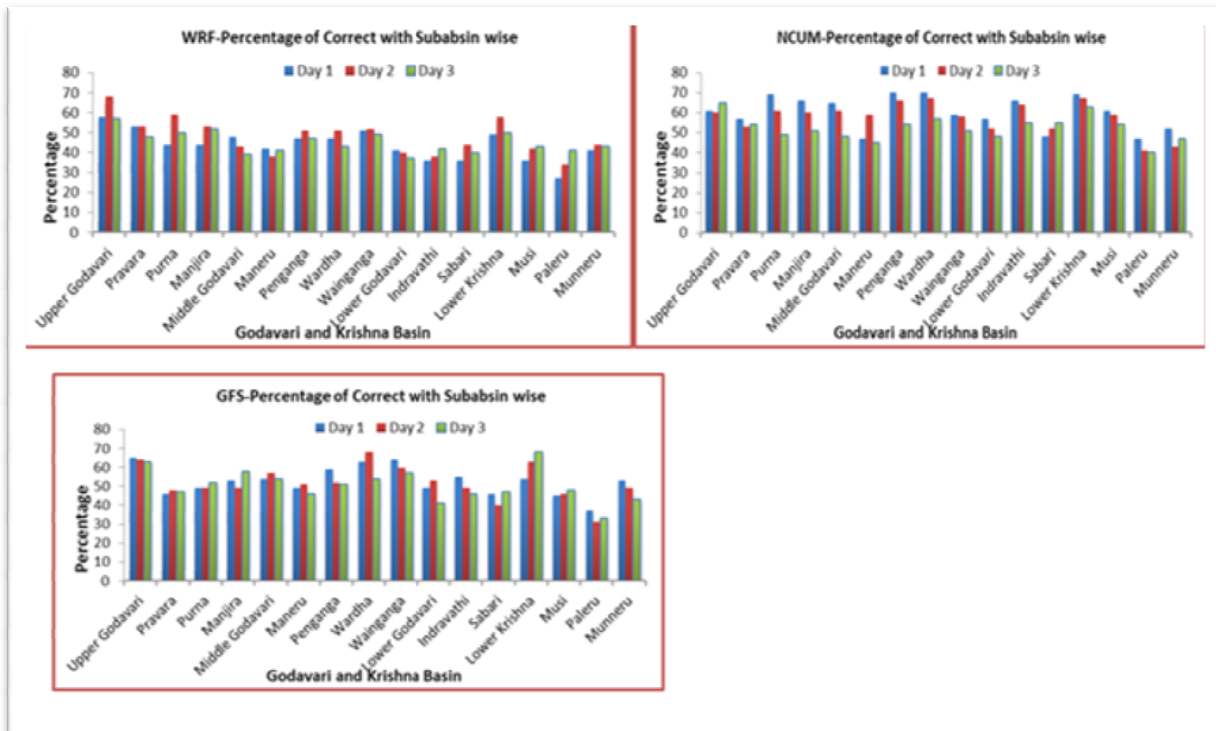 WRF-Percentage of Correct with Subabsin wise
Day 1 Day 2 Day 3
80
70
60
50
40
30
20
10
0
Percentage
Upper Godavari
Pravara
Purna
Manjira
Middle Godavari
Maneru
Penganga
Wardha
Wainganga
Lower Godavari
Indravathi
Sabari
Lower Krishna
Musi
Paleru
Munneru
Godavari and Krishna Basin
NCUM-Percentage of Correct with Subabsin wise
Day 1 Day 2 Day 3
80
70
60
50
40
30
20
10
0
Percentage
Upper Godavari
Pravara
Purna
Manjira
Middle Godavari
Maneru
Penganga
Wardha
Wainganga
Lower Godavari
Indravathi
Sabari
Lower Krishna
Musi
Paleru
Munneru
Godavari and Krishna Basin
GFS-Percentage of Correct with Subabsin wise
Day 1 Day 2 Day 3
80
70
60
50
40
30
20
10
0
Percentage
Upper Godavari
Pravara
Purna
Manjira
Middle Godavari
Maneru
Penganga
Wardha
Wainganga
Lower Godavari
Indravathi
Sabari
Lower Krishna
Musi
Paleru
Munneru
Godavari and Krishna Basin